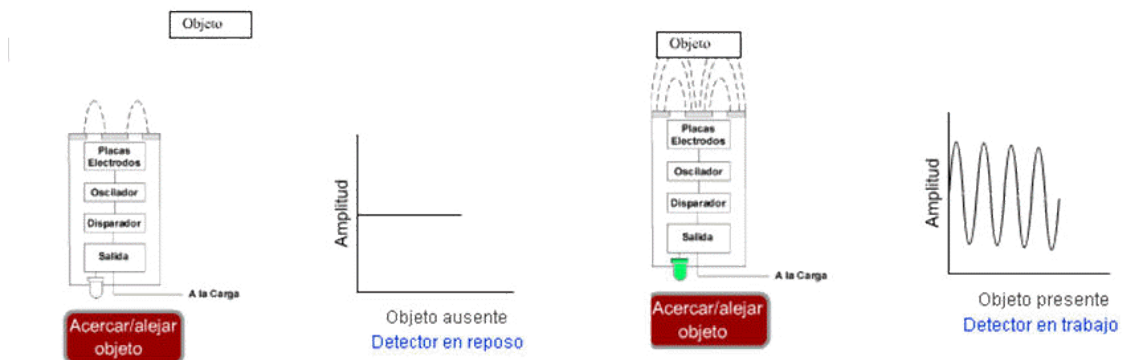 Objeto
Placas
Electrodos
Oscilador
Disparador
Salida
A la Carga
Acercar/alejar
objeto
Amplitud
Objeto ausente
Detector en reposo
Objeto
Placas
Electrodos
Oscilador
Disparador
Salida
A la Carga
Acercar/alejar
objeto
Amplitud
Objeto presente
Detector en trabajo